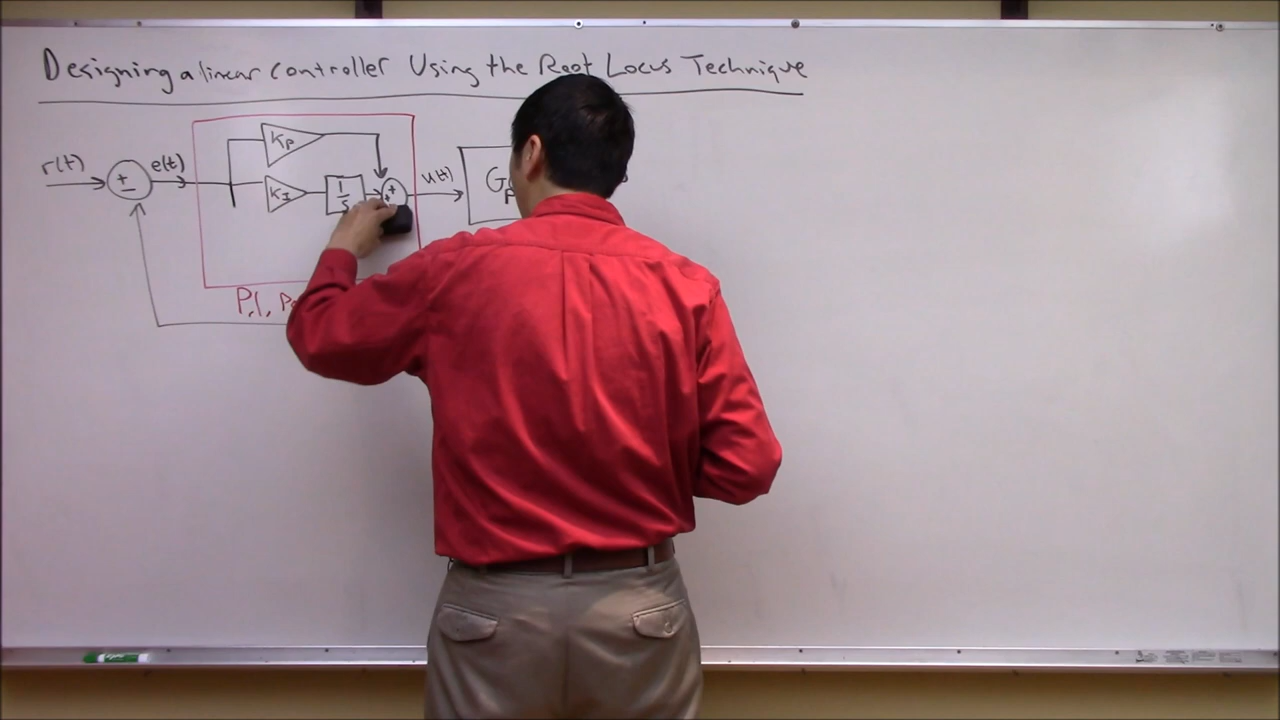 Designing a linear controller Using the Root Locus Technique
r(t)
+
−
e(t)
KP
KI
1
s
+
+
u(t)
G
P
P,I,